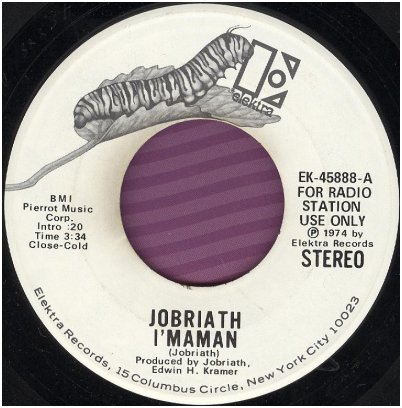 elektra
EK-45888-A
FOR RADIO
STATION
USE ONLY
Ⓟ 1974 by
Elektra Records
STEREO
BMI
Pierrot Music
Corp.
Intro :20
Time 3:34
Close-Cold
JOBRIATH
I'MAMAN
(Jobriath)
Produced by Jobriath,
Edwin H. Kramer
Elektra Records, 15 Columbus Circle, New York City 10023